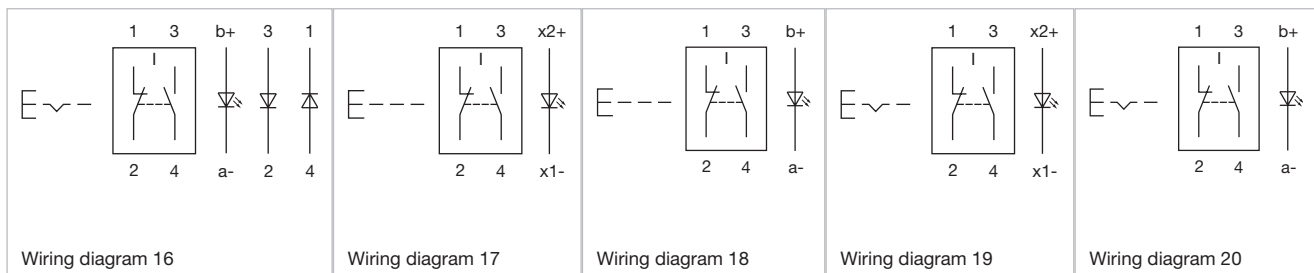 1 3 b+ 3 1
I
2 4 a- 2 4
Wiring diagram 16
1 3 x2+
I
2 4 x1-
Wiring diagram 17
1 3 b+
I
2 4 a-
Wiring diagram 18
1 3 x2+
I
2 4 x1-
Wiring diagram 19
1 3 b+
I
2 4 a-
Wiring diagram 20